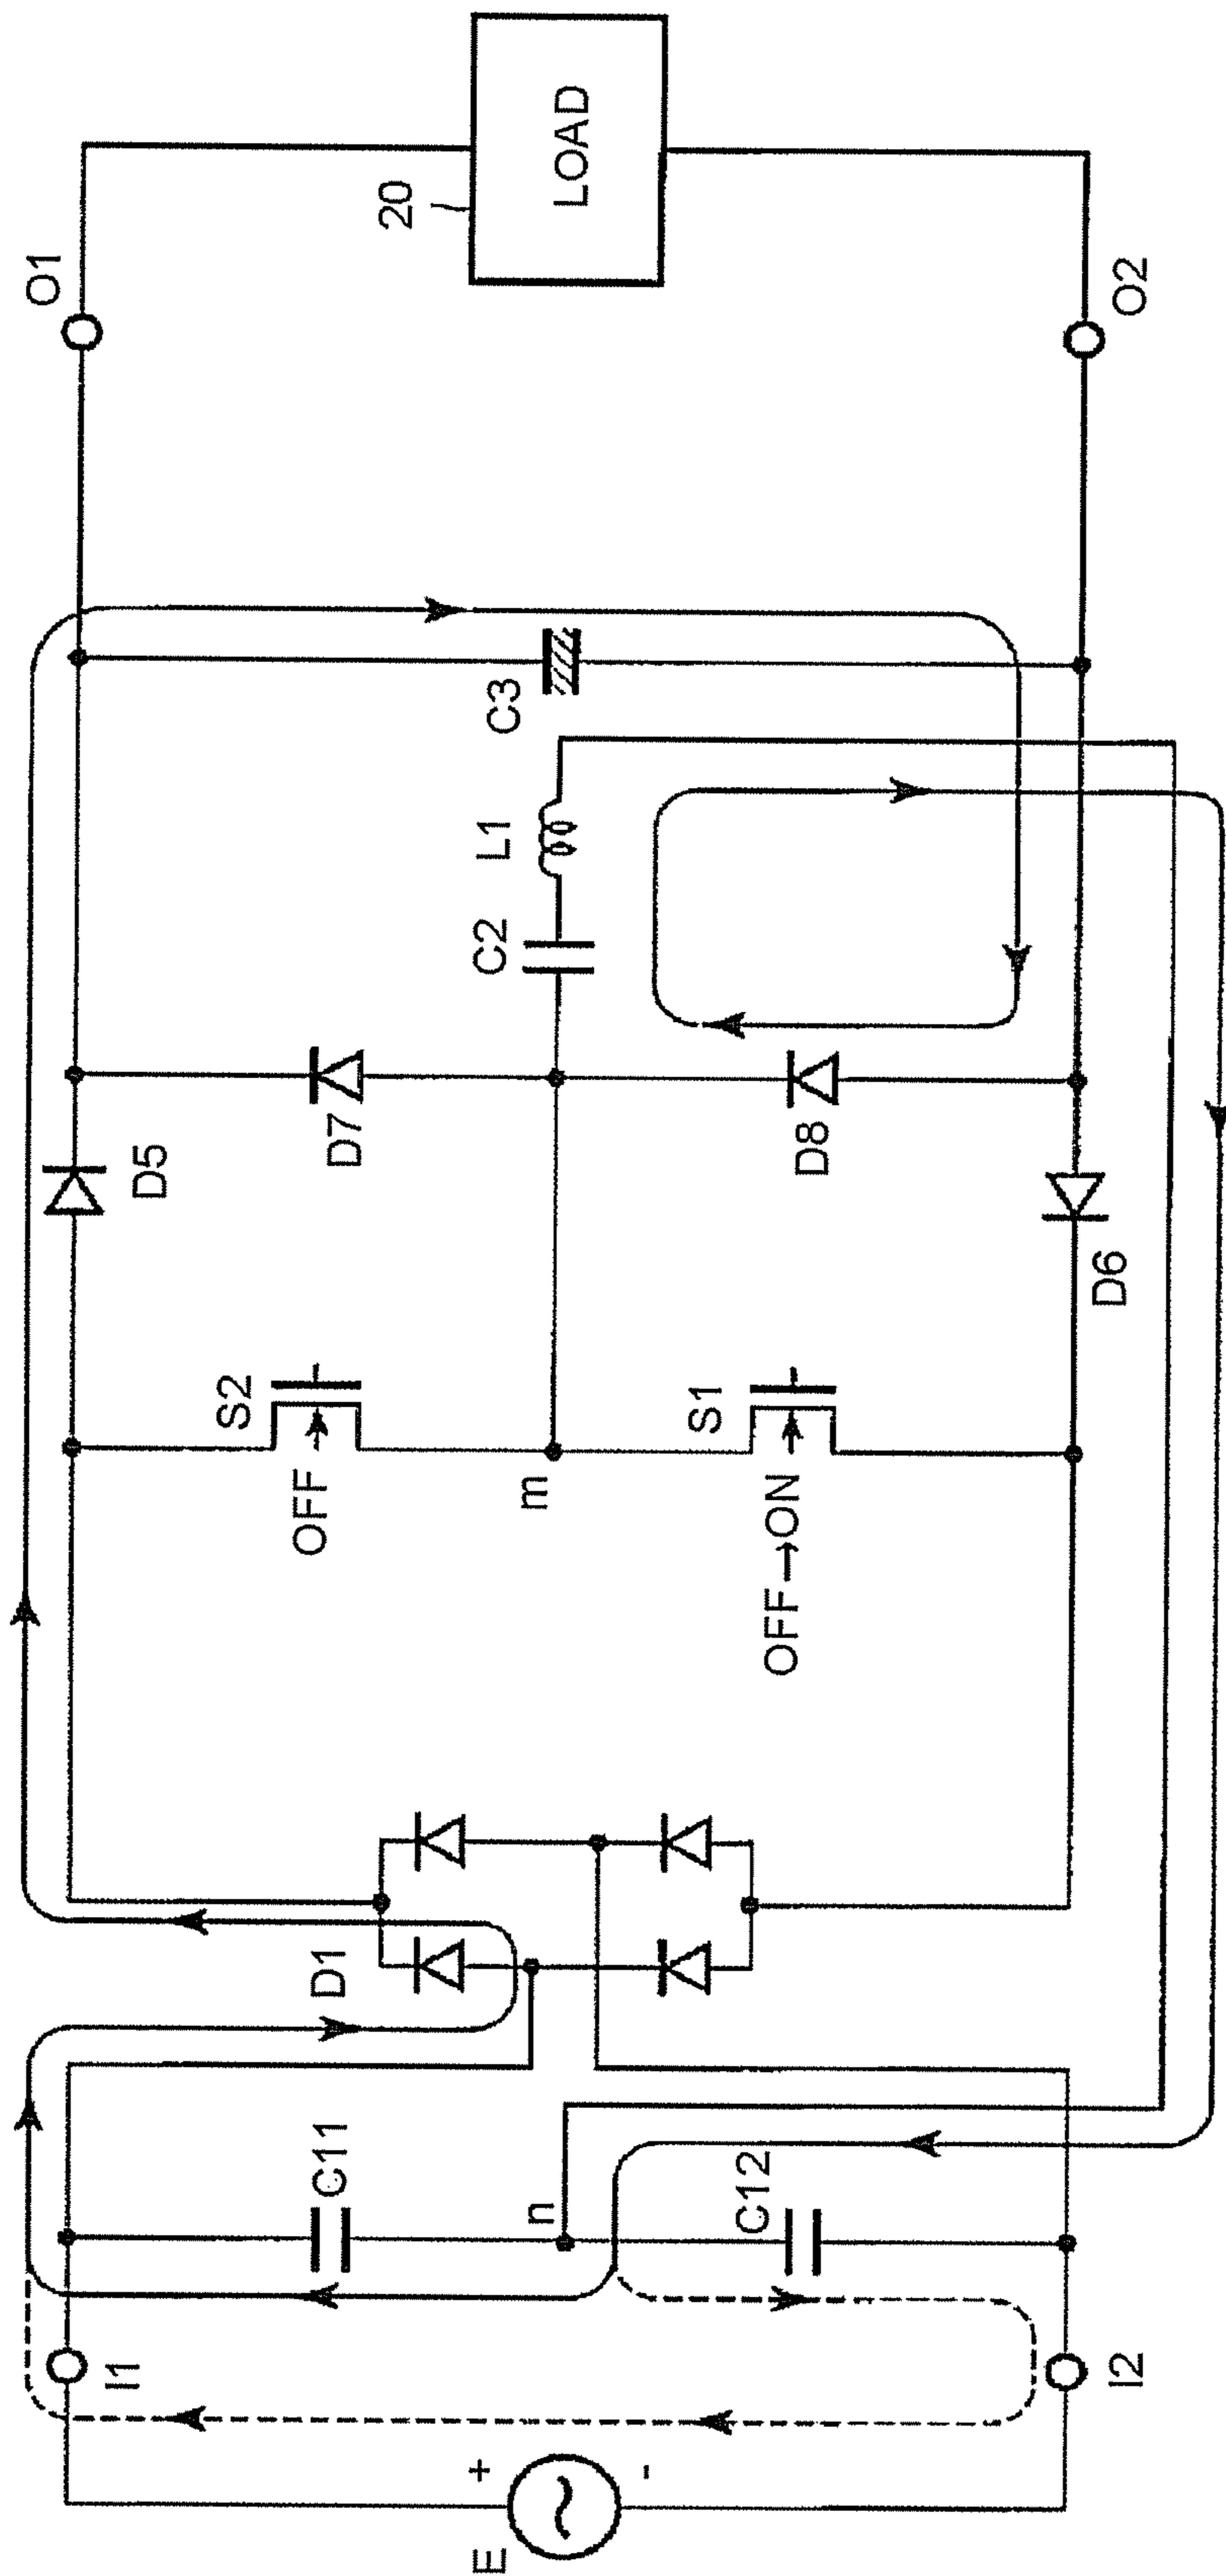 O1
20
LOAD
O2
C3
L1
C2
D5
D7
D8
D6
S2
OFF
m
S1
OFF→ON
D1
C11
n
C12
I1
I2
+
-
E